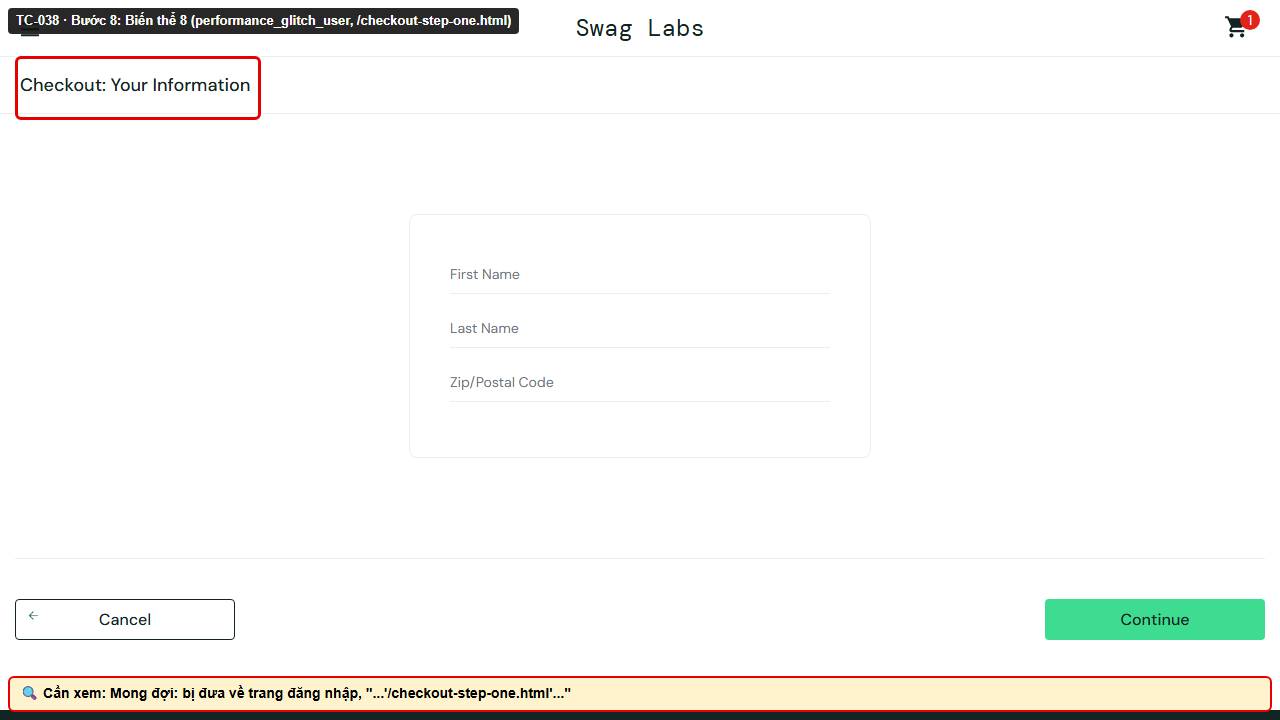 TC-038 · Bước 8: Biến thể 8 (performance_glitch_user, /checkout-step-one.html)
Swag Labs
1
Checkout: Your Information
First Name
Last Name
Zip/Postal Code
Cancel
Continue
🔍 Cần xem: Mong đợi: bị đưa về trang đăng nhập, "...'/checkout-step-one.html'..."